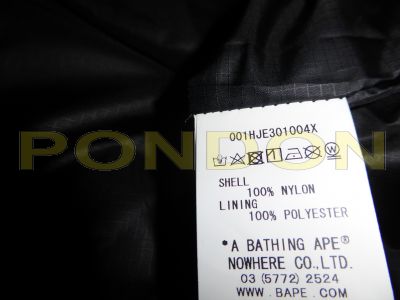 001HJE301004X
SHELL
100% NYLON
LINING
100% POLYESTER
PONDON
*A BATHING APE®
NOWHERE CO.,LTD.
03 (5772) 2524
WWW.BAPE.COM